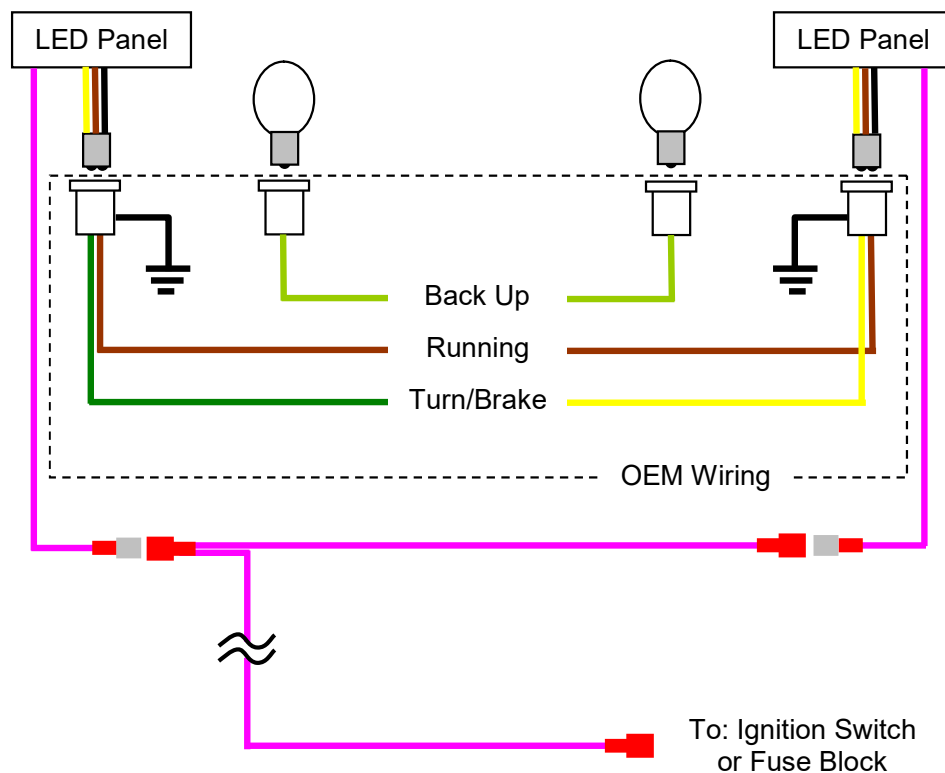 LED Panel
LED Panel
Back Up
Running
Turn/Brake
OEM Wiring
To: Ignition Switch
or Fuse Block